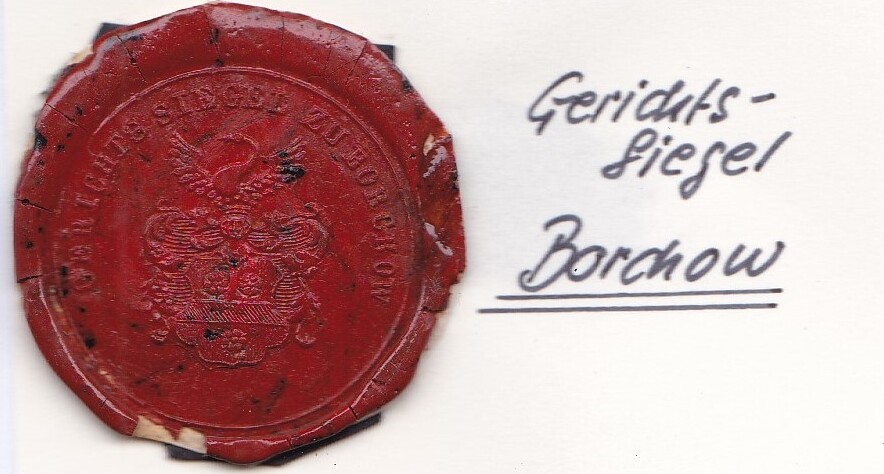 GERICHTS SIEGEL ZU BORCHOW
Gerichts-
siegel
Borchow